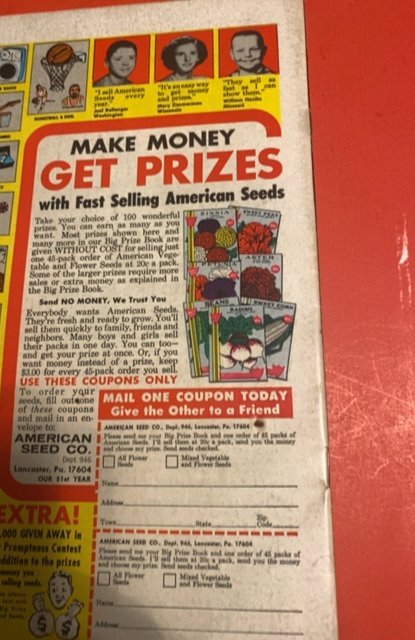 "I sell American
Seeds every
year."
Joel Bollinger
Washington
"It's an easy way
to get money
and prizes."
Mary Zimmerman
Wisconsin
"They sell as
fast as I can
show them."
William Hamlin
Missouri
BASKETBALL & GOAL
MAKE MONEY
GET PRIZES
with Fast Selling American Seeds
Take your choice of 100 wonderful
prizes. You can earn as many as you
want. Most prizes shown here and
many more in our Big Prize Book are
given WITHOUT COST for selling just
one 45-pack order of American Vege-
table and Flower Seeds at 20c a pack.
Some of the larger prizes require more
sales or extra money as explained in
the Big Prize Book.
Send NO MONEY, We Trust You
Everybody wants American Seeds.
They're fresh and ready to grow. You'll
sell them quickly to family, friends and
neighbors. Many boys and girls sell
their packs in one day. You can too—
and get your prize at once. Or, if you
want money instead of a prize, keep
$3.00 for every 45-pack order you sell.
ZINNIA
SWEET PEAS
PETUNIA
ASTER
BEANS
RADISH
SWEET CORN
USE THESE COUPONS ONLY
To order your
seeds, fill out one
of these coupons
and mail in an en-
velope to:
AMERICAN
SEED CO.
Dept. 946
Lancaster, Pa. 17604
OUR 51st YEAR
MAIL ONE COUPON TODAY
Give the Other to a Friend
AMERICAN SEED CO., Dept. 946, Lancaster, Pa. 17604
Please send me your Big Prize Book and one order of 45 packs of
American Seeds. I'll sell them at 20c a pack, send you the money
and choose my prize. Send seeds checked.
All Flower
Seeds
Mixed Vegetable
and Flower Seeds
Name
Address
Town State Zip Code
AMERICAN SEED CO., Dept. 946, Lancaster, Pa. 17604
Please send me your Big Prize Book and one order of 45 packs of
American Seeds. I'll sell them at 20c a pack, send you the money
and choose my prize. Send seeds checked.
All Flower
Seeds
Mixed Vegetable
and Flower Seeds
Name
Address
EXTRA!
,000 GIVEN AWAY in
Promptness Contest
addition to the prizes
money you
selling seeds.